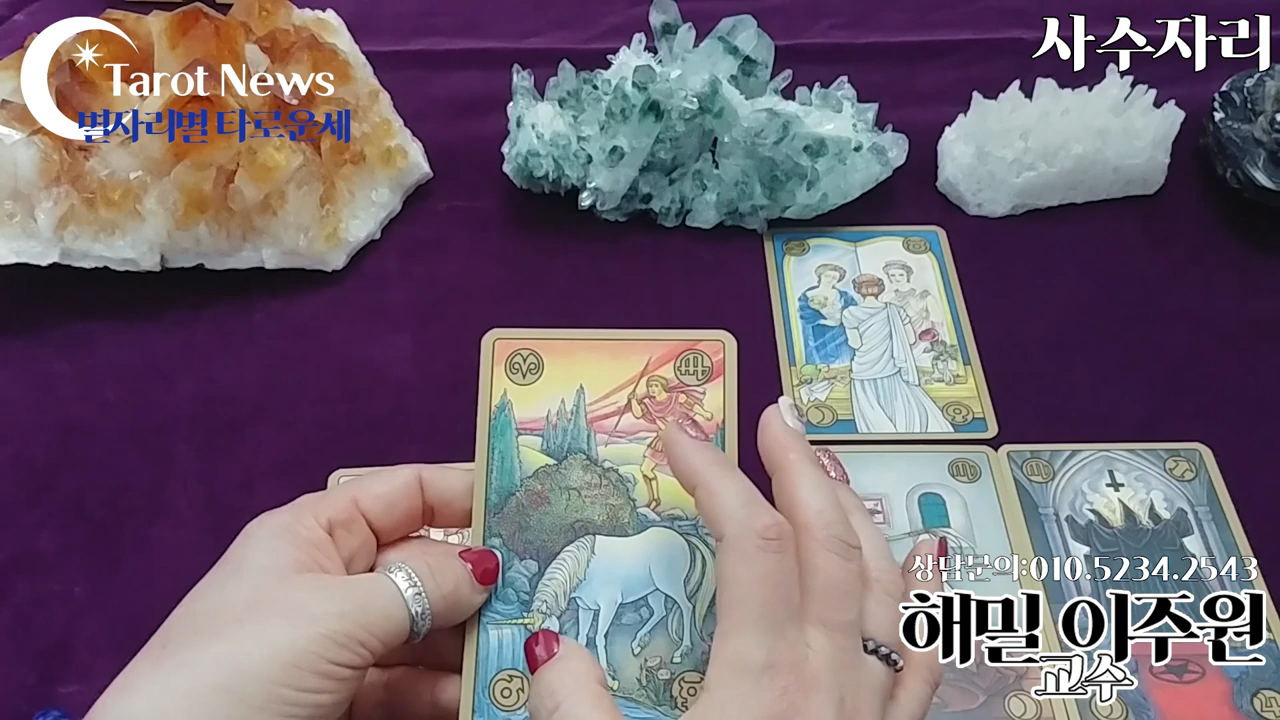 Tarot News
별자리별 타로운세
사수자리
상담문의:010.5234.2543
해밀 이주원
교수